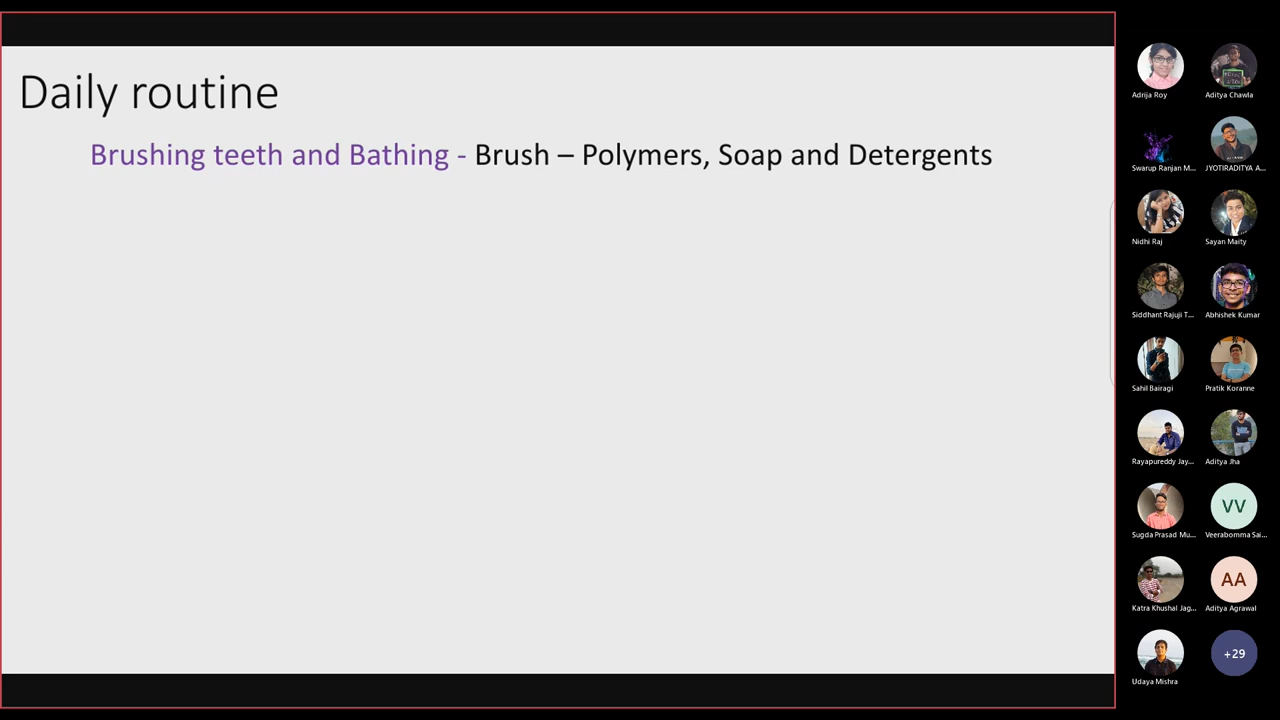 Daily routine
Brushing teeth and Bathing - Brush – Polymers, Soap and Detergents
Adrija Roy
Aditya Chawla
Swarup Ranjan M...
JYOTIRADITYA A...
Nidhi Raj
Sayan Maity
Siddhant Rajuji T...
Abhishek Kumar
Sahil Bairagi
Pratik Koranne
Rayapureddy Jay...
Aditya Jha
Sugda Prasad Mu...
VV
Veerabomma Sai...
Katra Khushal Jag...
AA
Aditya Agrawal
Udaya Mishra
+29